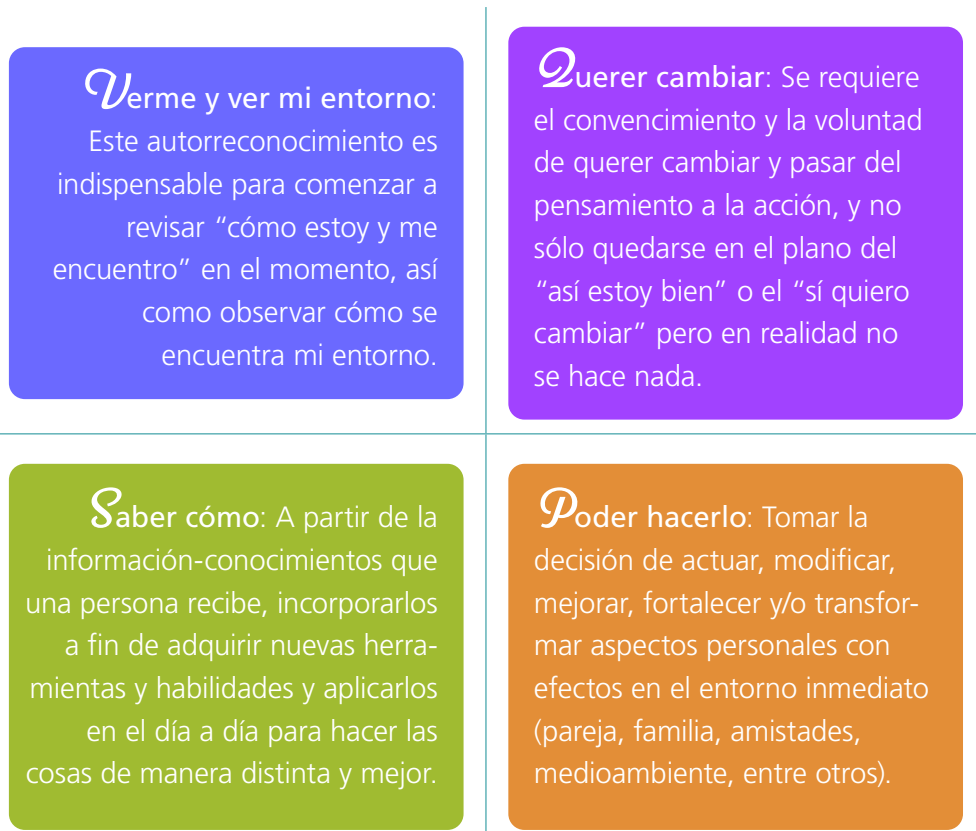 Verme y ver mi entorno:
Este autorreconocimiento es
indispensable para comenzar a
revisar “cómo estoy y me
encuentro” en el momento, así
como observar cómo se
encuentra mi entorno.
Querer cambiar: Se requiere
el convencimiento y la voluntad
de querer cambiar y pasar del
pensamiento a la acción, y no
sólo quedarse en el plano del
“así estoy bien” o el “sí quiero
cambiar” pero en realidad no
se hace nada.
Saber cómo: A partir de la
información-conocimientos que
una persona recibe, incorporarlos
a fin de adquirir nuevas herra-
mientas y habilidades y aplicarlos
en el día a día para hacer las
cosas de manera distinta y mejor.
Poder hacerlo: Tomar la
decisión de actuar, modificar,
mejorar, fortalecer y/o transfor-
mar aspectos personales con
efectos en el entorno inmediato
(pareja, familia, amistades,
medioambiente, entre otros).